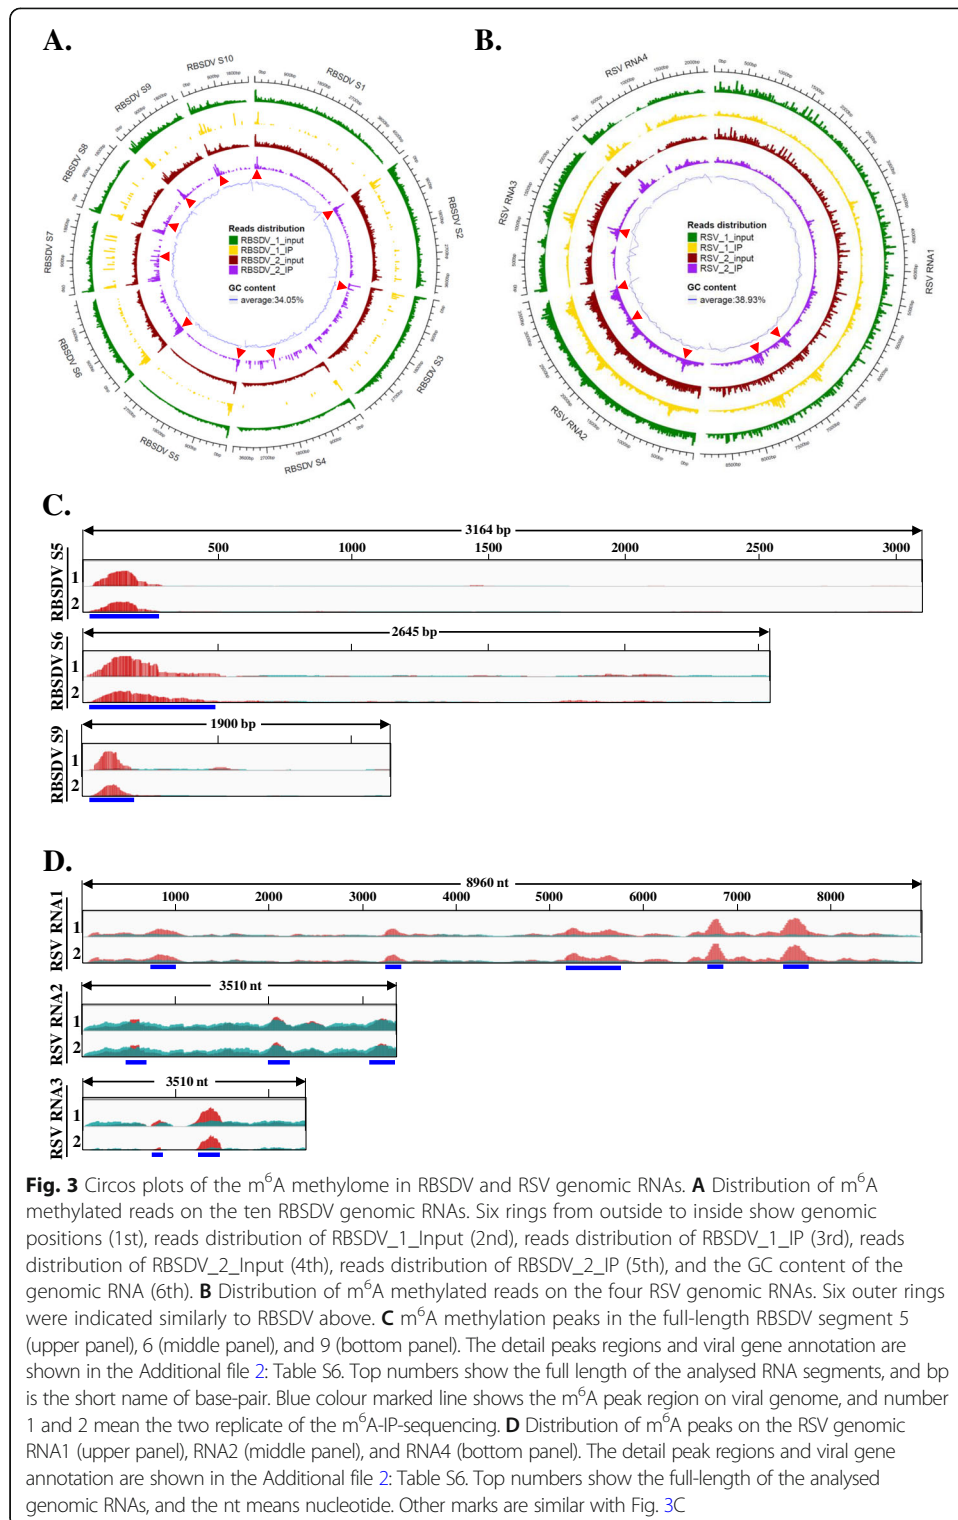 A.
B.
RBSDV S10
RBSDV S1
RBSDV S9
RBSDV S8
RBSDV S2
RBSDV S7
RBSDV S3
RBSDV S6
RBSDV S5
RBSDV S4
Reads distribution
RBSDV_1_input
RBSDV_1_IP
RBSDV_2_input
RBSDV_2_IP
GC content
average:34.05%
RSV RNA4
RSV RNA3
RSV RNA1
RSV RNA2
Reads distribution
RSV_1_input
RSV_1_IP
RSV_2_input
RSV_2_IP
GC content
average:38.93%
C.
3164 bp
500 1000 1500 2000 2500 3000
RBSDV S5
1
2
2645 bp
RBSDV S6
1
2
1900 bp
RBSDV S9
1
2
D.
8960 nt
1000 2000 3000 4000 5000 6000 7000 8000
RSV RNA1
1
2
3510 nt
RSV RNA2
1
2
3510 nt
RSV RNA3
1
2
Fig. 3 Circos plots of the m⁶A methylome in RBSDV and RSV genomic RNAs. A Distribution of m⁶A
methylated reads on the ten RBSDV genomic RNAs. Six rings from outside to inside show genomic
positions (1st), reads distribution of RBSDV_1_Input (2nd), reads distribution of RBSDV_1_IP (3rd), reads
distribution of RBSDV_2_Input (4th), reads distribution of RBSDV_2_IP (5th), and the GC content of the
genomic RNA (6th). B Distribution of m⁶A methylated reads on the four RSV genomic RNAs. Six outer rings
were indicated similarly to RBSDV above. C m⁶A methylation peaks in the full-length RBSDV segment 5
(upper panel), 6 (middle panel), and 9 (bottom panel). The detail peaks regions and viral gene annotation are
shown in the Additional file 2: Table S6. Top numbers show the full length of the analysed RNA segments, and bp
is the short name of base-pair. Blue colour marked line shows the m⁶A peak region on viral genome, and number
1 and 2 mean the two replicate of the m⁶A-IP-sequencing. D Distribution of m⁶A peaks on the RSV genomic
RNA1 (upper panel), RNA2 (middle panel), and RNA4 (bottom panel). The detail peak regions and viral gene
annotation are shown in the Additional file 2: Table S6. Top numbers show the full-length of the analysed
genomic RNAs, and the nt means nucleotide. Other marks are similar with Fig. 3C